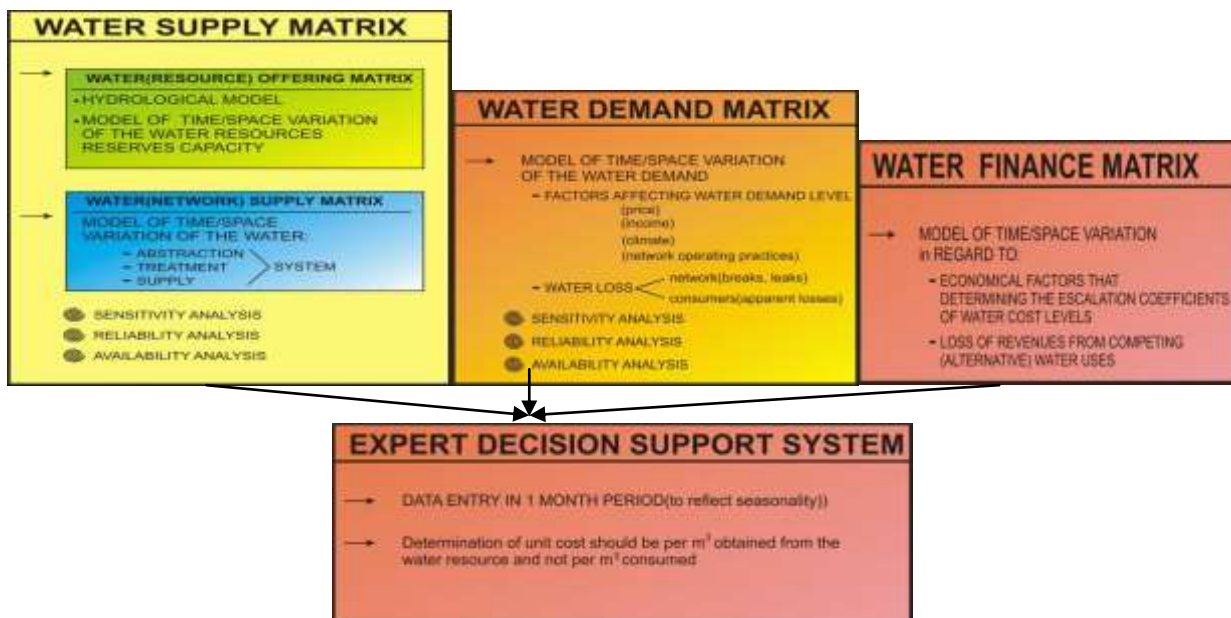 WATER SUPPLY MATRIX
WATER(RESOURCE) OFFERING MATRIX
•HYDROLOGICAL MODEL
•MODEL OF TIME/SPACE VARIATION
OF THE WATER RESOURCES
RESERVES CAPACITY
WATER(NETWORK) SUPPLY MATRIX
MODEL OF TIME/SPACE
VARIATION OF THE WATER:
- ABSTRACTION
- TREATMENT
- SUPPLY
SYSTEM
SENSITIVITY ANALYSIS
RELIABILITY ANALYSIS
AVAILABILITY ANALYSIS
WATER DEMAND MATRIX
MODEL OF TIME/SPACE VARIATION
OF THE WATER DEMAND
- FACTORS AFFECTING WATER DEMAND LEVEL
(price)
(income)
(climate)
(network operating practices)
- WATER LOSS
network(breaks, leaks)
consumers(apparent losses)
SENSITIVITY ANALYSIS
RELIABILITY ANALYSIS
AVAILABILITY ANALYSIS
WATER FINANCE MATRIX
MODEL OF TIME/SPACE VARIATION
in REGARD TO:
- ECONOMICAL FACTORS THAT
DETERMINING THE ESCALATION COEFFICIENTS
OF WATER COST LEVELS
- LOSS OF REVENUES FROM COMPETING
(ALTERNATIVE) WATER USES
EXPERT DECISION SUPPORT SYSTEM
DATA ENTRY IN 1 MONTH PERIOD(to reflect seasonality))
Determination of unit cost should be per m³ obtained from the
water resource and not per m³ consumed